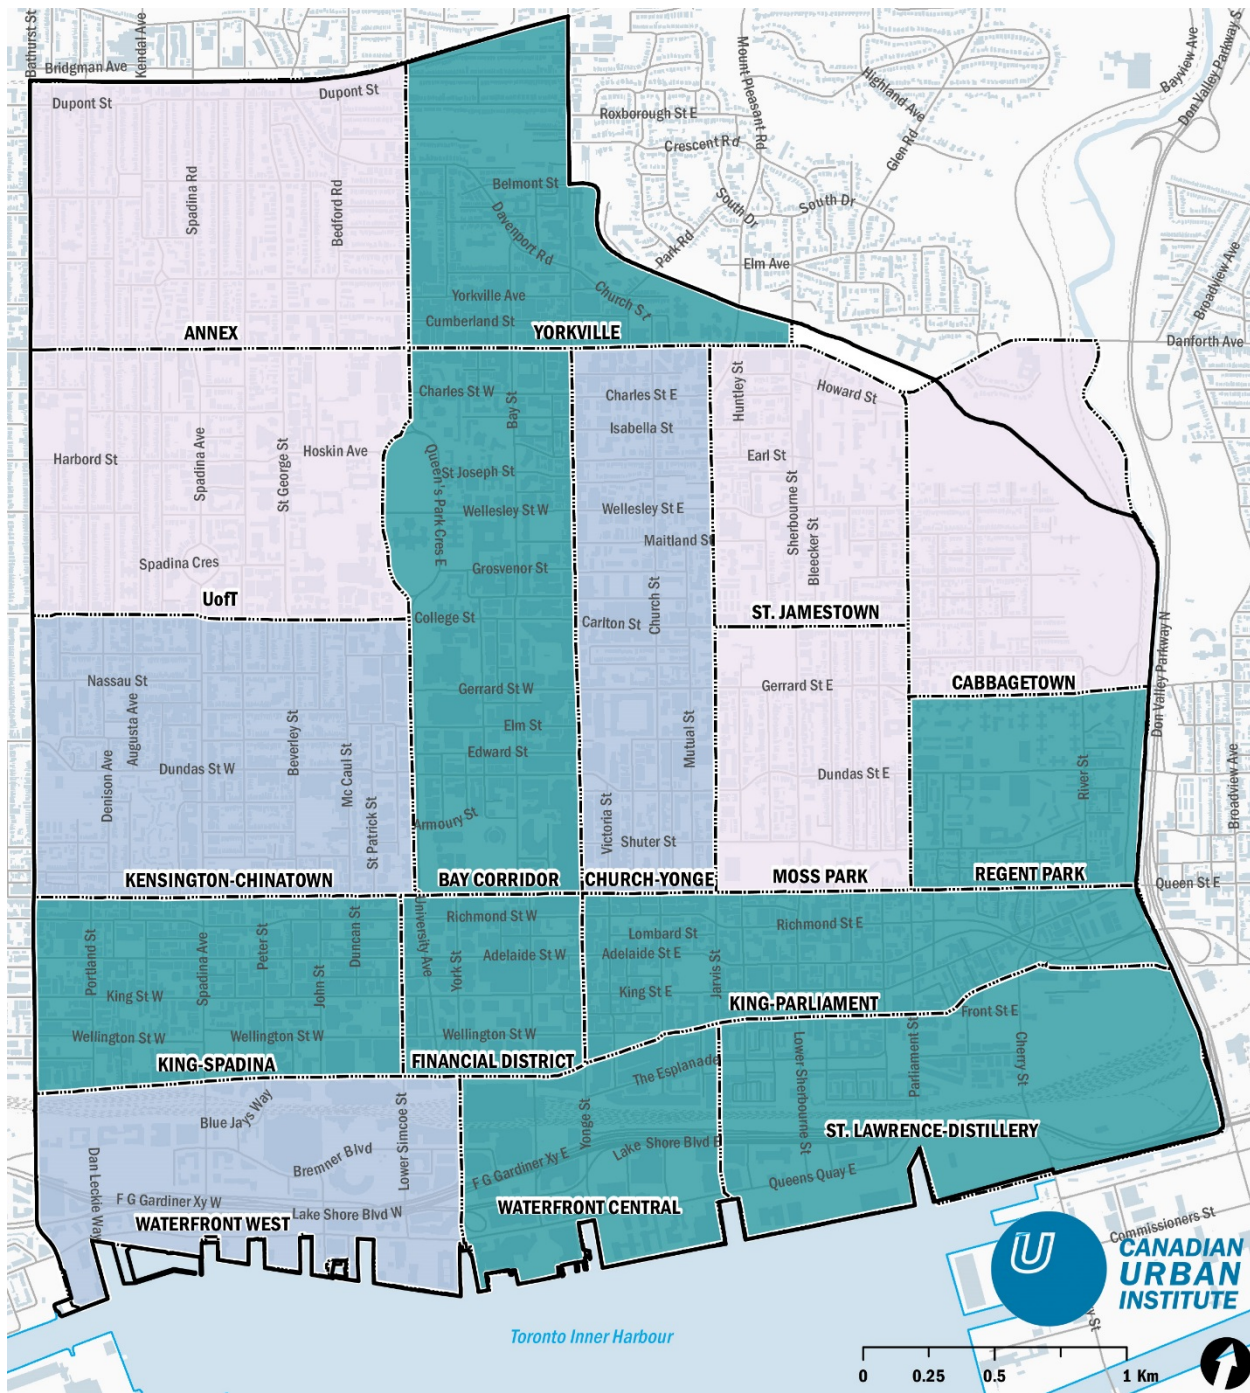 Bathurst St
Kendal Ave
Bridgman Ave
Dupont St
Dupont St
Spadina Rd
Bedford Rd
ANNEX
Belmont St
Davenport Rd
Yorkville Ave
Cumberland St
Church St
YORKVILLE
Roxborough St E
Mount Pleasant Rd
Highland Ave
Crescent Rd
Glen Rd
South Dr
South Dr
Park Rd
Elm Ave
Bayview Ave
Don Valley Parkway S
Broadview Ave
Danforth Ave
Harbord St
Spadina Ave
St George St
Hoskin Ave
Spadina Cres
UofT
Charles St W
Bay St
Queen's Park Cres E
St Joseph St
Wellesley St W
Grosvenor St
College St
Gerrard St W
Elm St
Edward St
Armoury St
BAY CORRIDOR
Charles St E
Isabella St
Wellesley St E
Maitland S
Church St
Carlton St
Mutual St
Victoria St
Shuter St
CHURCH-YONGE
Huntley St
Howard St
Earl St
Sherbourne St
Bleecker St
ST. JAMESTOWN
Gerrard St E
Dundas St E
MOSS PARK
CABBAGETOWN
River St
REGENT PARK
Don Valley Parkway N
Broadview Ave
Queen St E
Nassau St
Augusta Ave
Denison Ave
Dundas St W
Beverley St
Mc Caul St
St Patrick St
KENSINGTON-CHINATOWN
Portland St
Spadina Ave
Peter St
John St
Duncan St
King St W
Wellington St W
Wellington St W
KING-SPADINA
University Ave
York St
Richmond St W
Adelaide St W
Wellington St W
FINANCIAL DISTRICT
Lombard St
Adelaide St E
King St E
Jarvis St
Richmond St E
KING-PARLIAMENT
Front St E
The Esplanade
Yonge St
F G Gardiner Xy E
Lake Shore Blvd E
WATERFRONT CENTRAL
Lower Sherbourne St
Parliament St
Cherry St
ST. LAWRENCE-DISTILLERY
Queens Quay E
Blue Jays Way
Bremner Blvd
Lower Simcoe St
Dan Leckie Way
F G Gardiner Xy W
Lake Shore Blvd W
WATERFRONT WEST
Commissioners St
Toronto Inner Harbour
U
CANADIAN
URBAN
INSTITUTE
0 0.25 0.5 1 Km